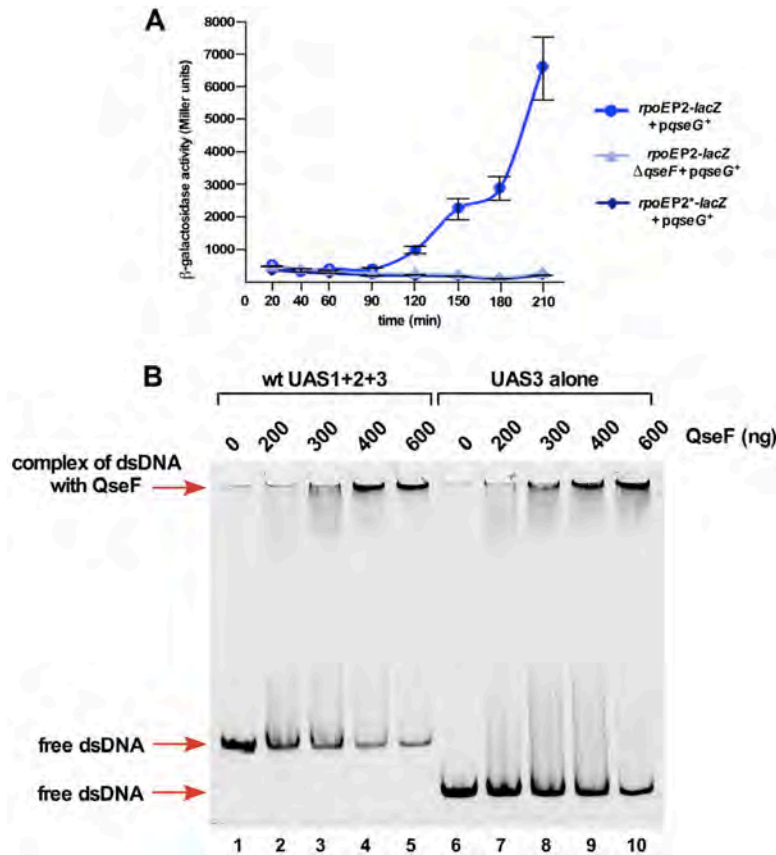 A
8000
7000
6000
5000
4000
3000
2000
1000
β-galactosidase activity (Miller units)
0 20 40 60 90 120 150 180 210
time (min)
rpoEP2-lacZ
+ pqseG⁺
rpoEP2-lacZ
ΔqseF + pqseG⁺
rpoEP2*-lacZ
+ pqseG⁺
B
wt UAS1+2+3 UAS3 alone
0 200 300 400 600 0 200 300 400 600 QseF (ng)
complex of dsDNA
with QseF
free dsDNA
free dsDNA
1 2 3 4 5 6 7 8 9 10